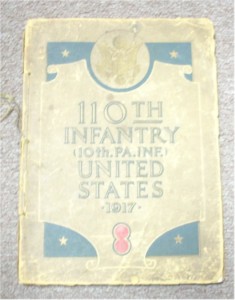 110TH
INFANTRY
(10TH.PA.INF.)
UNITED
STATES
·1917·